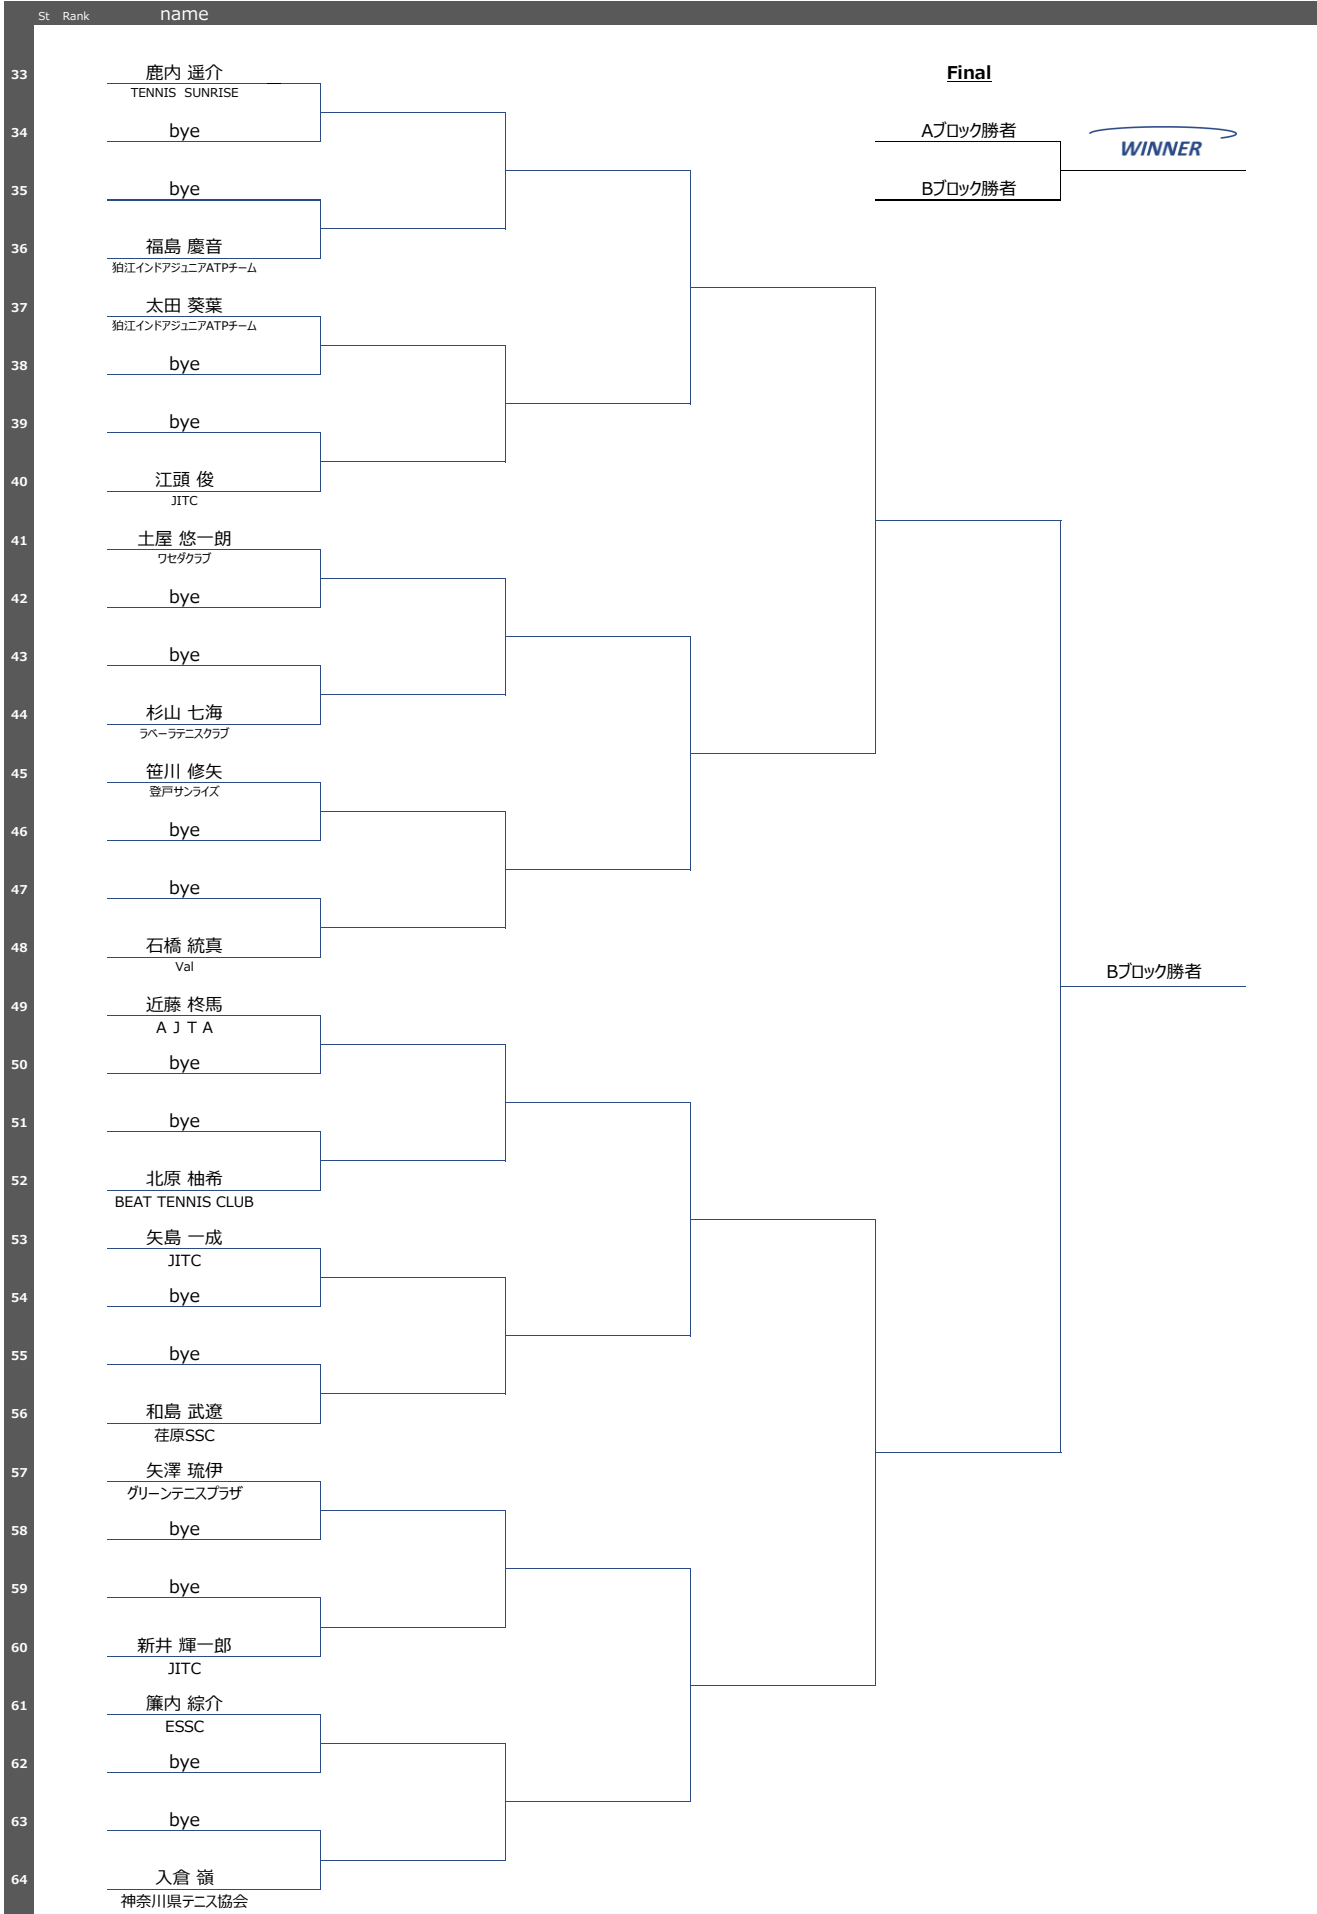 St Rank name
33 鹿内 遥介 Final
TENNIS SUNRISE
34 bye Aブロック勝者 WINNER
35 bye Bブロック勝者
36 福島 慶音
狛江インドアジュニアATPチーム
37 太田 葵葉
狛江インドアジュニアATPチーム
38 bye
39 bye
40 江頭 俊
JITC
41 土屋 悠一朗
ワセダクラブ
42 bye
43 bye
44 杉山 七海
ラベーラテニスクラブ
45 笹川 修矢
登戸サンライズ
46 bye
47 bye
48 石橋 統真
Val
Bブロック勝者
49 近藤 柊馬
ＡＪＴＡ
50 bye
51 bye
52 北原 柚希
BEAT TENNIS CLUB
53 矢島 一成
JITC
54 bye
55 bye
56 和島 武遼
荏原SSC
57 矢澤 琉伊
グリーンテニスプラザ
58 bye
59 bye
60 新井 輝一郎
JITC
61 簾内 綜介
ESSC
62 bye
63 bye
64 入倉 嶺
神奈川県テニス協会